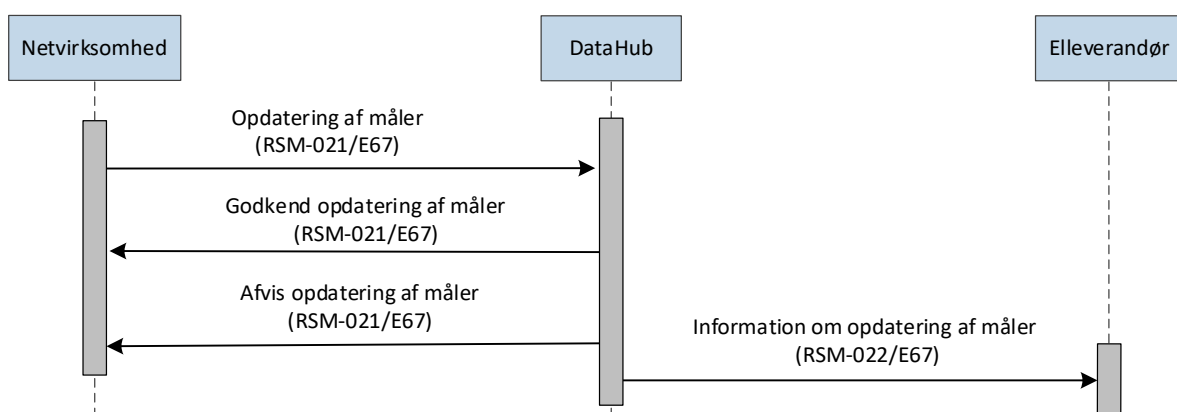 Netvirksomhed
DataHub
Elleverandør
Opdatering af måler
(RSM-021/E67)
Godkend opdatering af måler
(RSM-021/E67)
Afvis opdatering af måler
(RSM-021/E67)
Information om opdatering af måler
(RSM-022/E67)